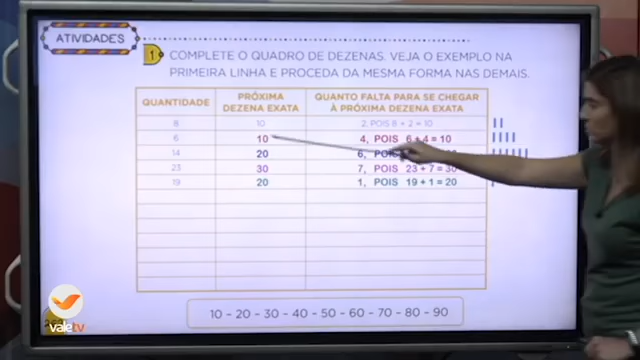 ATIVIDADES
1 COMPLETE O QUADRO DE DEZENAS. VEJA O EXEMPLO NA
PRIMEIRA LINHA E PROCEDA DA MESMA FORMA NAS DEMAIS.
QUANTIDADE PRÓXIMA DEZENA EXATA QUANTO FALTA PARA SE CHEGAR À PRÓXIMA DEZENA EXATA
8 10 2, POIS 8 + 2 = 10
6 10 4, POIS 6 + 4 = 10
14 20 6,
23 30 7, POIS 23 + 7 = 30
19 20 1, POIS 19 + 1 = 20
10 – 20 – 30 – 40 – 50 – 60 – 70 – 80 – 90
valetv